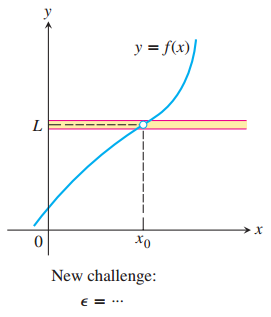 y
y = f(x)
L
x
0
x₀
New challenge:
ϵ = ···